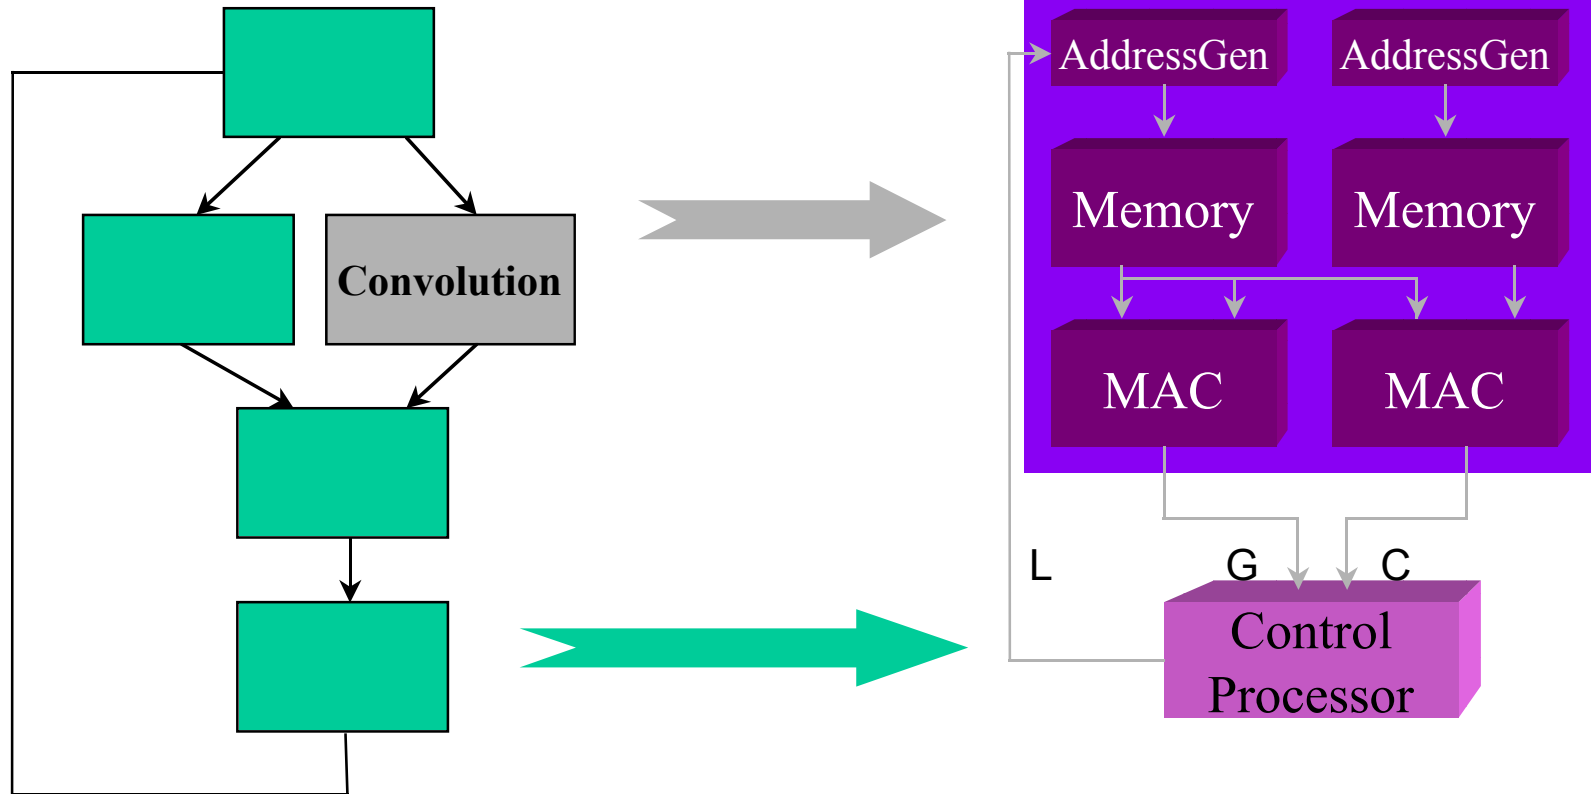 AddressGen
AddressGen
Memory
Memory
Convolution
MAC
MAC
L
G
C
Control
Processor